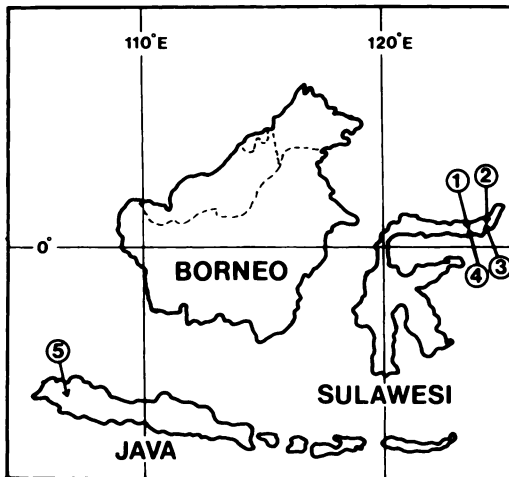 110°E 120°E
① ②
0°
BORNEO
④ ③
⑤
SULAWESI
JAVA